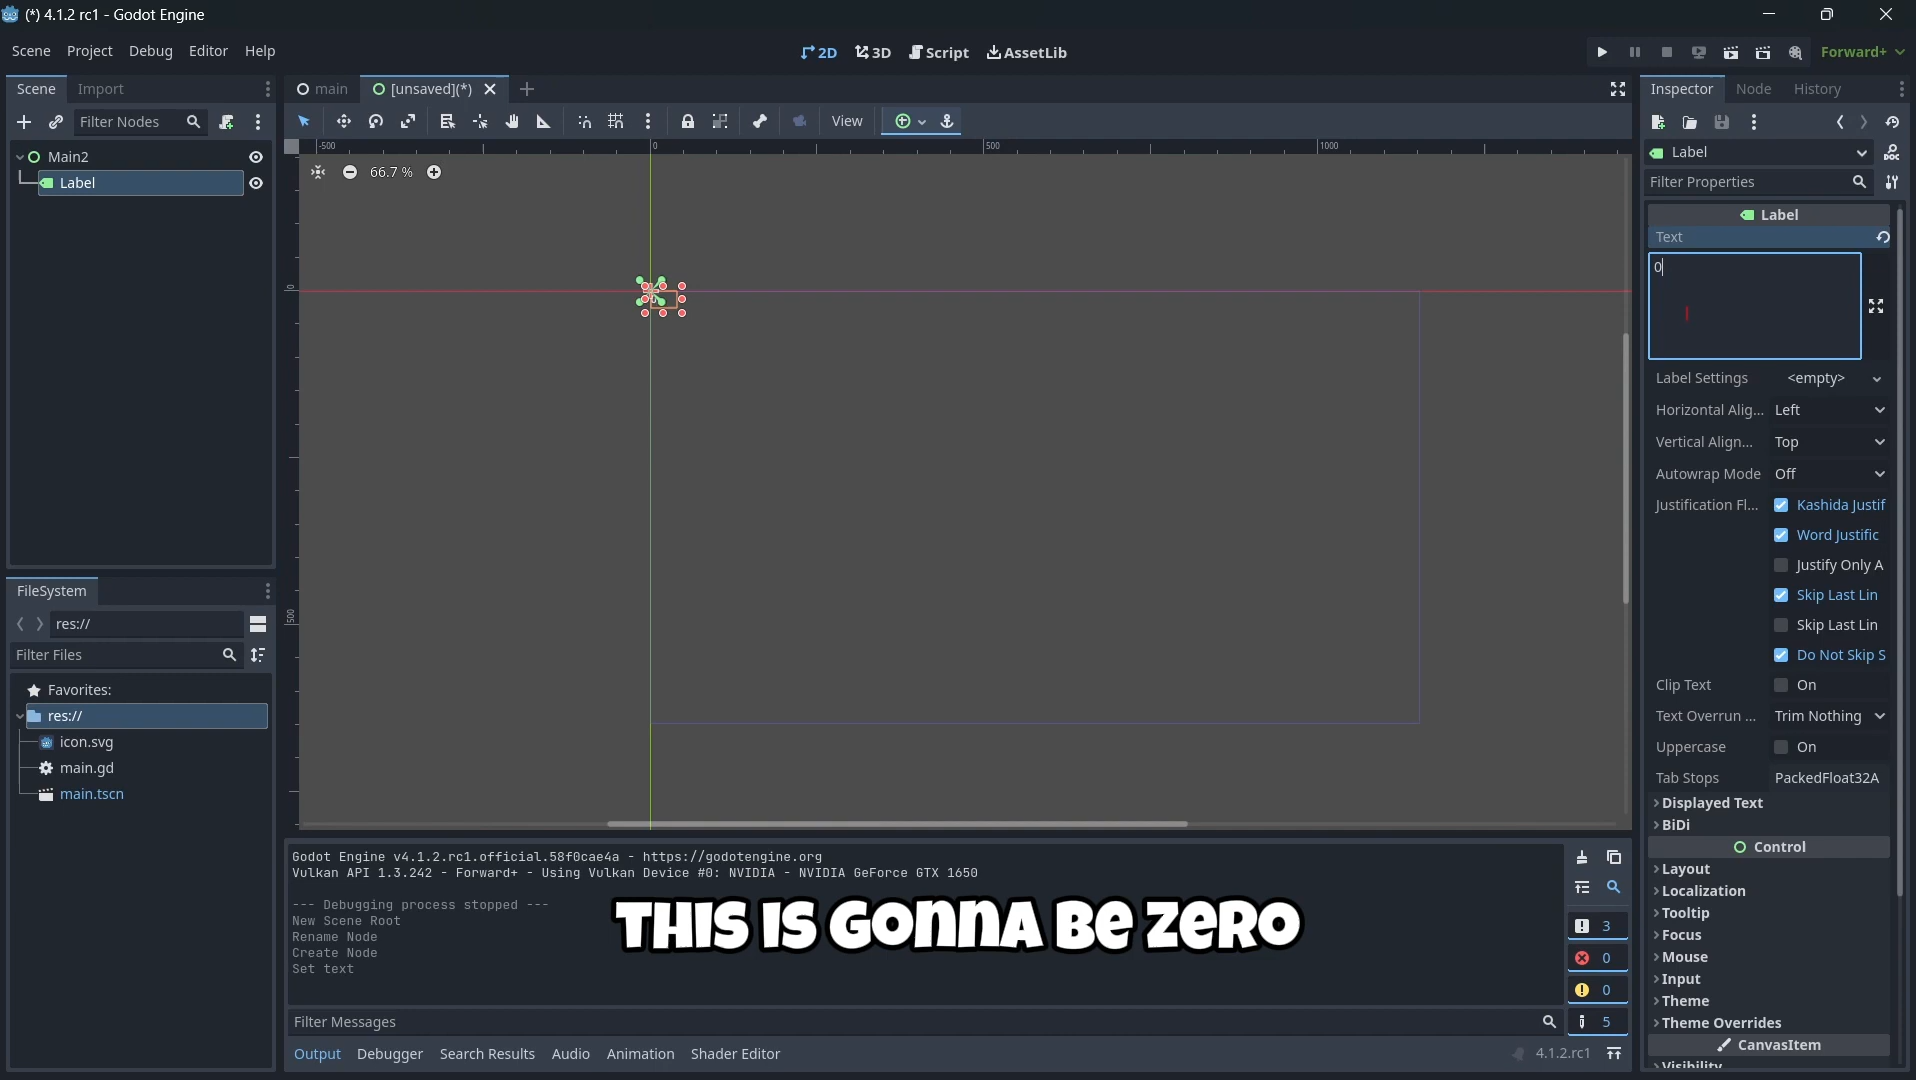 (*) 4.1.2 rc1 - Godot Engine
Scene Project Debug Editor Help
2D 3D Script AssetLib
Forward+
Scene Import
main [unsaved](*)
Inspector Node History
Filter Nodes
View
Main2
Label
66.7 %
-500 0 500 1000
0
500
Label
Filter Properties
Label
Text
0
Label Settings <empty>
Horizontal Alig... Left
Vertical Align... Top
Autowrap Mode Off
Justification Fl... Kashida Justif
Word Justific
Justify Only A
Skip Last Lin
Skip Last Lin
Do Not Skip S
Clip Text On
Text Overrun ... Trim Nothing
Uppercase On
Tab Stops PackedFloat32A
Displayed Text
BiDi
Control
Layout
Localization
Tooltip
Focus
Mouse
Input
Theme
Theme Overrides
CanvasItem
Visibility
FileSystem
res://
Filter Files
Favorites:
res://
icon.svg
main.gd
main.tscn
Godot Engine v4.1.2.rc1.official.58f0cae4a - https://godotengine.org
Vulkan API 1.3.242 - Forward+ - Using Vulkan Device #0: NVIDIA - NVIDIA GeForce GTX 1650
--- Debugging process stopped ---
New Scene Root
Rename Node
Create Node
Set text
THIS IS GONNA BE ZERO
3
0
0
5
Filter Messages
Output Debugger Search Results Audio Animation Shader Editor
4.1.2.rc1